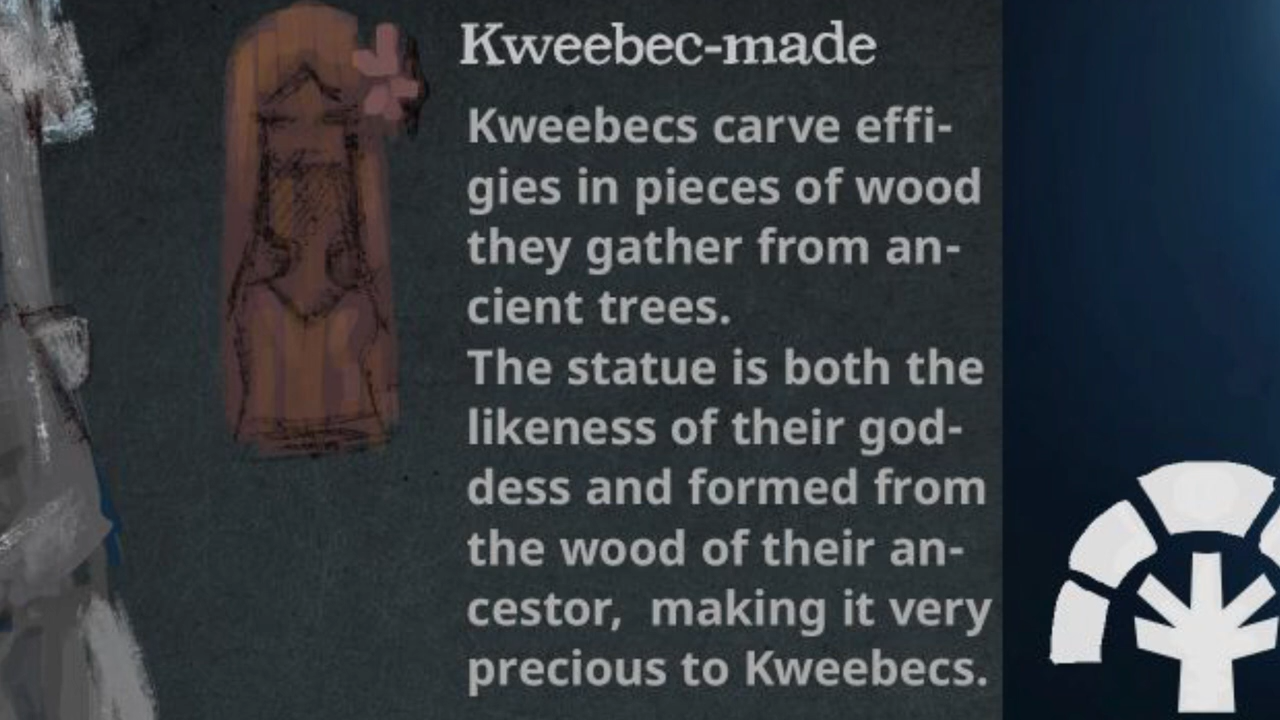 Kweebec-made
Kweebecs carve effi-
gies in pieces of wood
they gather from an-
cient trees.
The statue is both the
likeness of their god-
dess and formed from
the wood of their an-
cestor,  making it very
precious to Kweebecs.